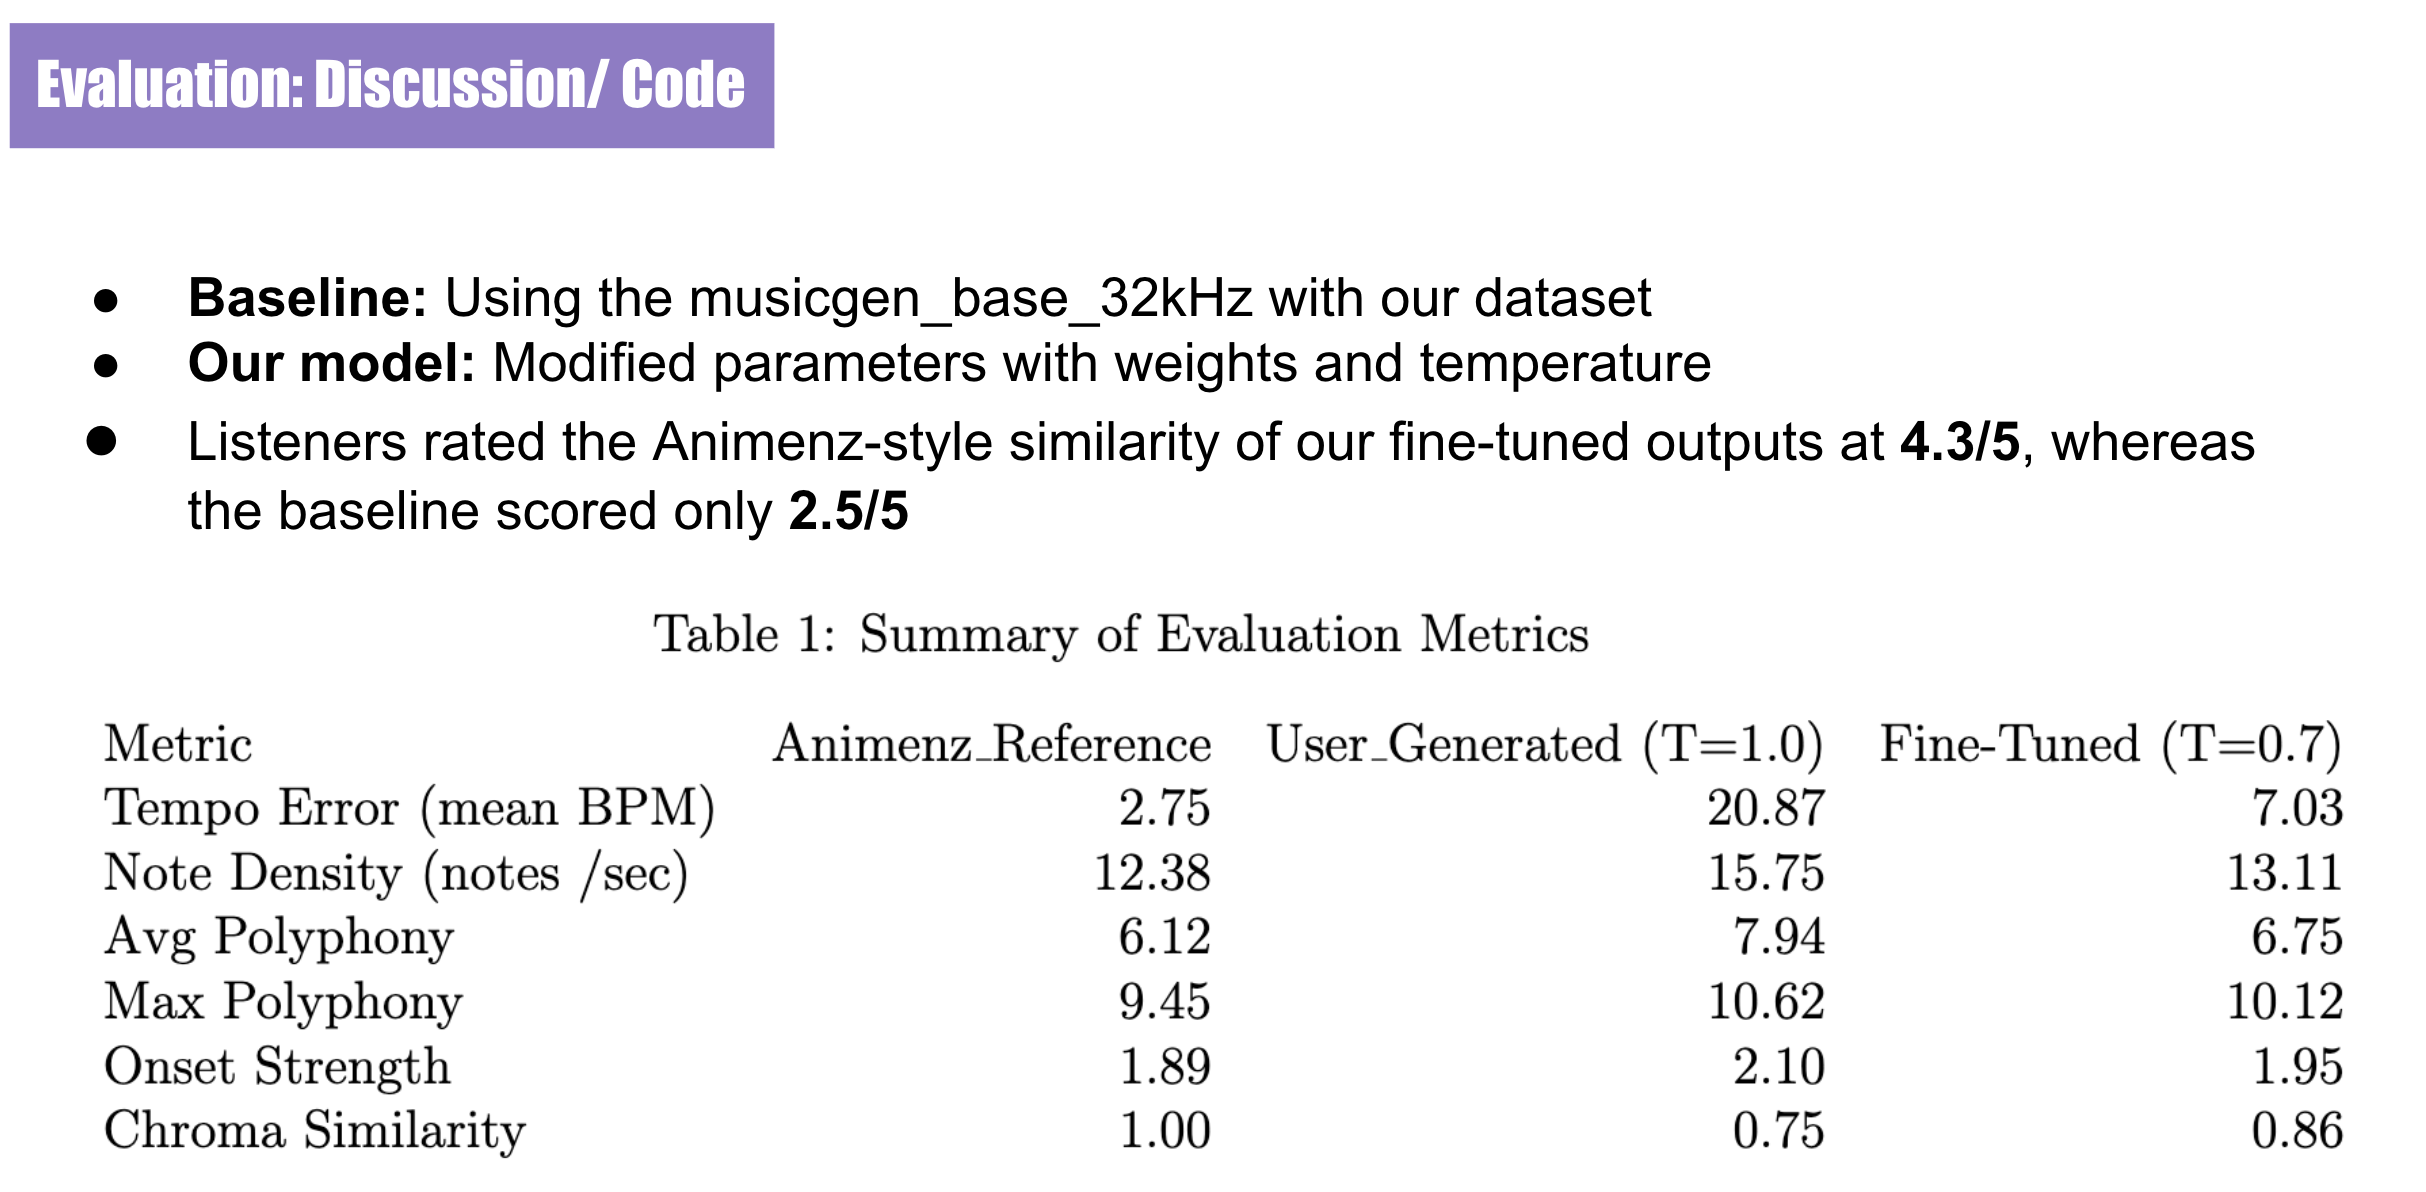 Evaluation: Discussion/ Code
● Baseline: Using the musicgen_base_32kHz with our dataset
● Our model: Modified parameters with weights and temperature
● Listeners rated the Animenz-style similarity of our fine-tuned outputs at 4.3/5, whereas
the baseline scored only 2.5/5
Table 1: Summary of Evaluation Metrics
Metric Animenz_Reference User_Generated (T=1.0) Fine-Tuned (T=0.7)
Tempo Error (mean BPM) 2.75 20.87 7.03
Note Density (notes /sec) 12.38 15.75 13.11
Avg Polyphony 6.12 7.94 6.75
Max Polyphony 9.45 10.62 10.12
Onset Strength 1.89 2.10 1.95
Chroma Similarity 1.00 0.75 0.86